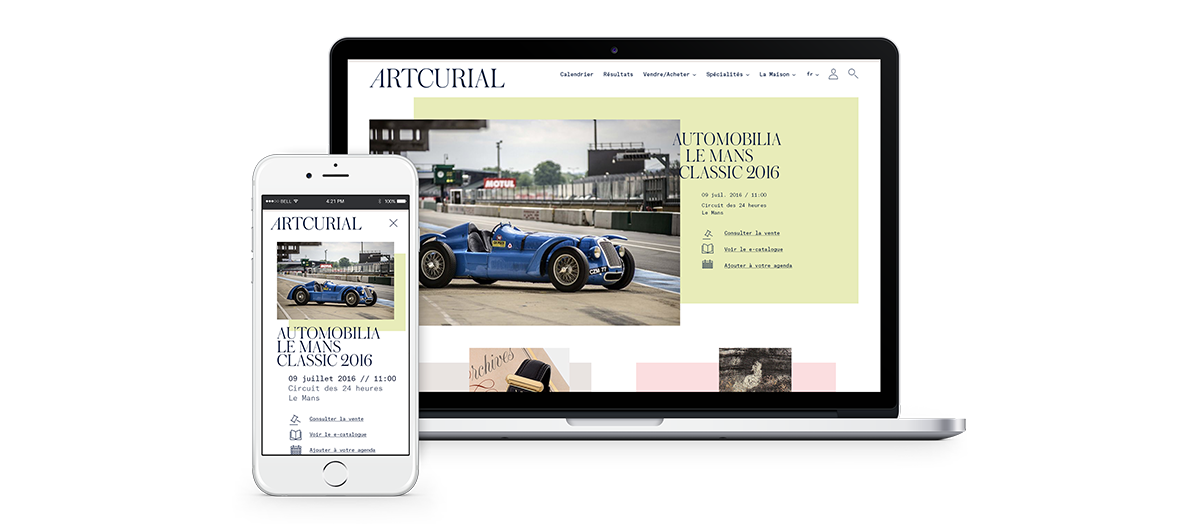 ARTCURIAL
Calendrier Résultats Vendre/Acheter Spécialités La Maison fr
MOTUL
AUTOMOBILIA
LE MANS
CLASSIC 2016
09 juil. 2016 / 11:00
Circuit des 24 heures
Le Mans
Consulter la vente
Voir le e-catalogue
Ajouter à votre agenda
Archives
BELL 4:21 PM 100%
ARTCURIAL
AUTOMOBILIA
LE MANS
CLASSIC 2016
09 juillet 2016 // 11:00
Circuit des 24 heures
Le Mans
Consulter la vente
Voir le e-catalogue
Ajouter à votre agenda